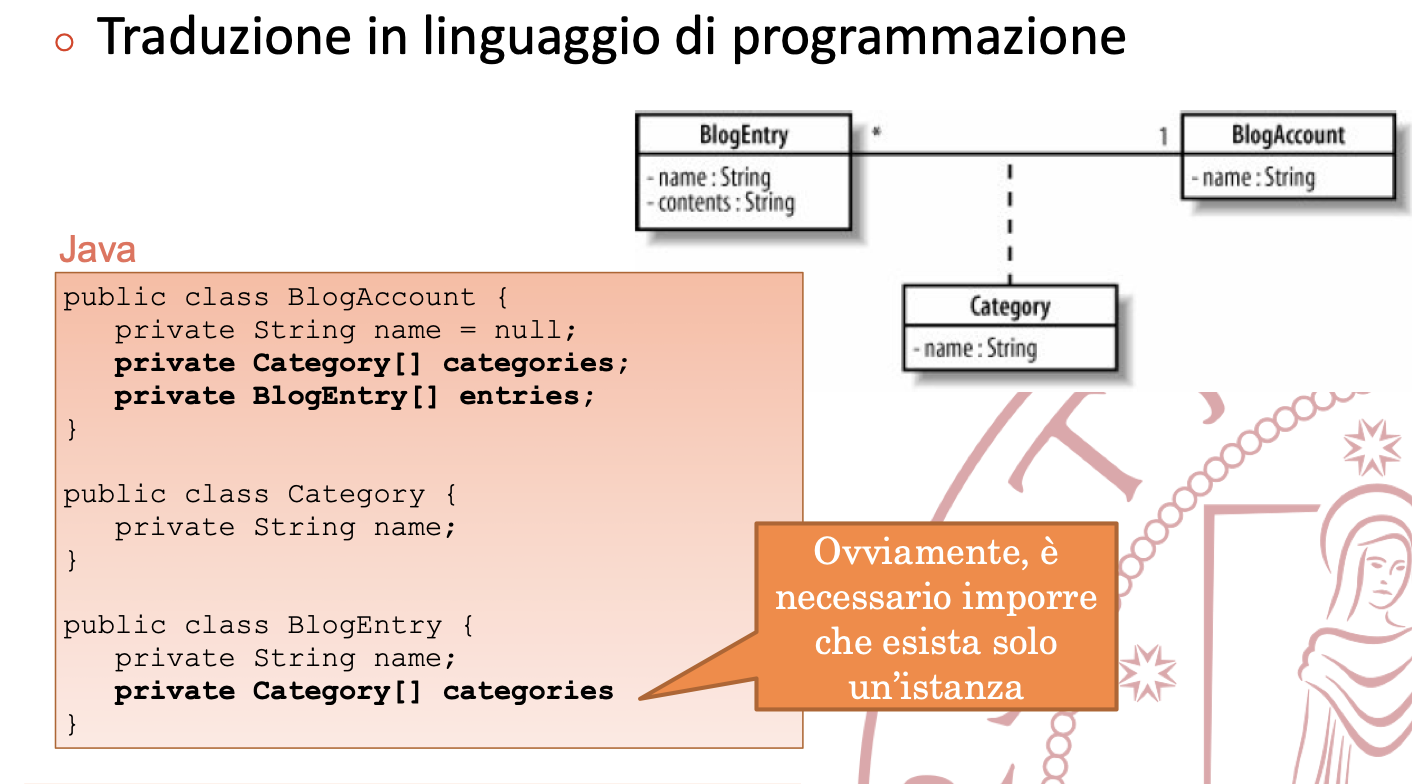 Traduzione in linguaggio di programmazione
BlogEntry
- name : String
- contents : String
*
1
BlogAccount
- name : String
Category
- name : String
Java
public class BlogAccount {
private String name = null;
private Category[] categories;
private BlogEntry[] entries;
}
public class Category {
private String name;
}
public class BlogEntry {
private String name;
private Category[] categories
}
Ovviamente, è
necessario imporre
che esista solo
un'istanza